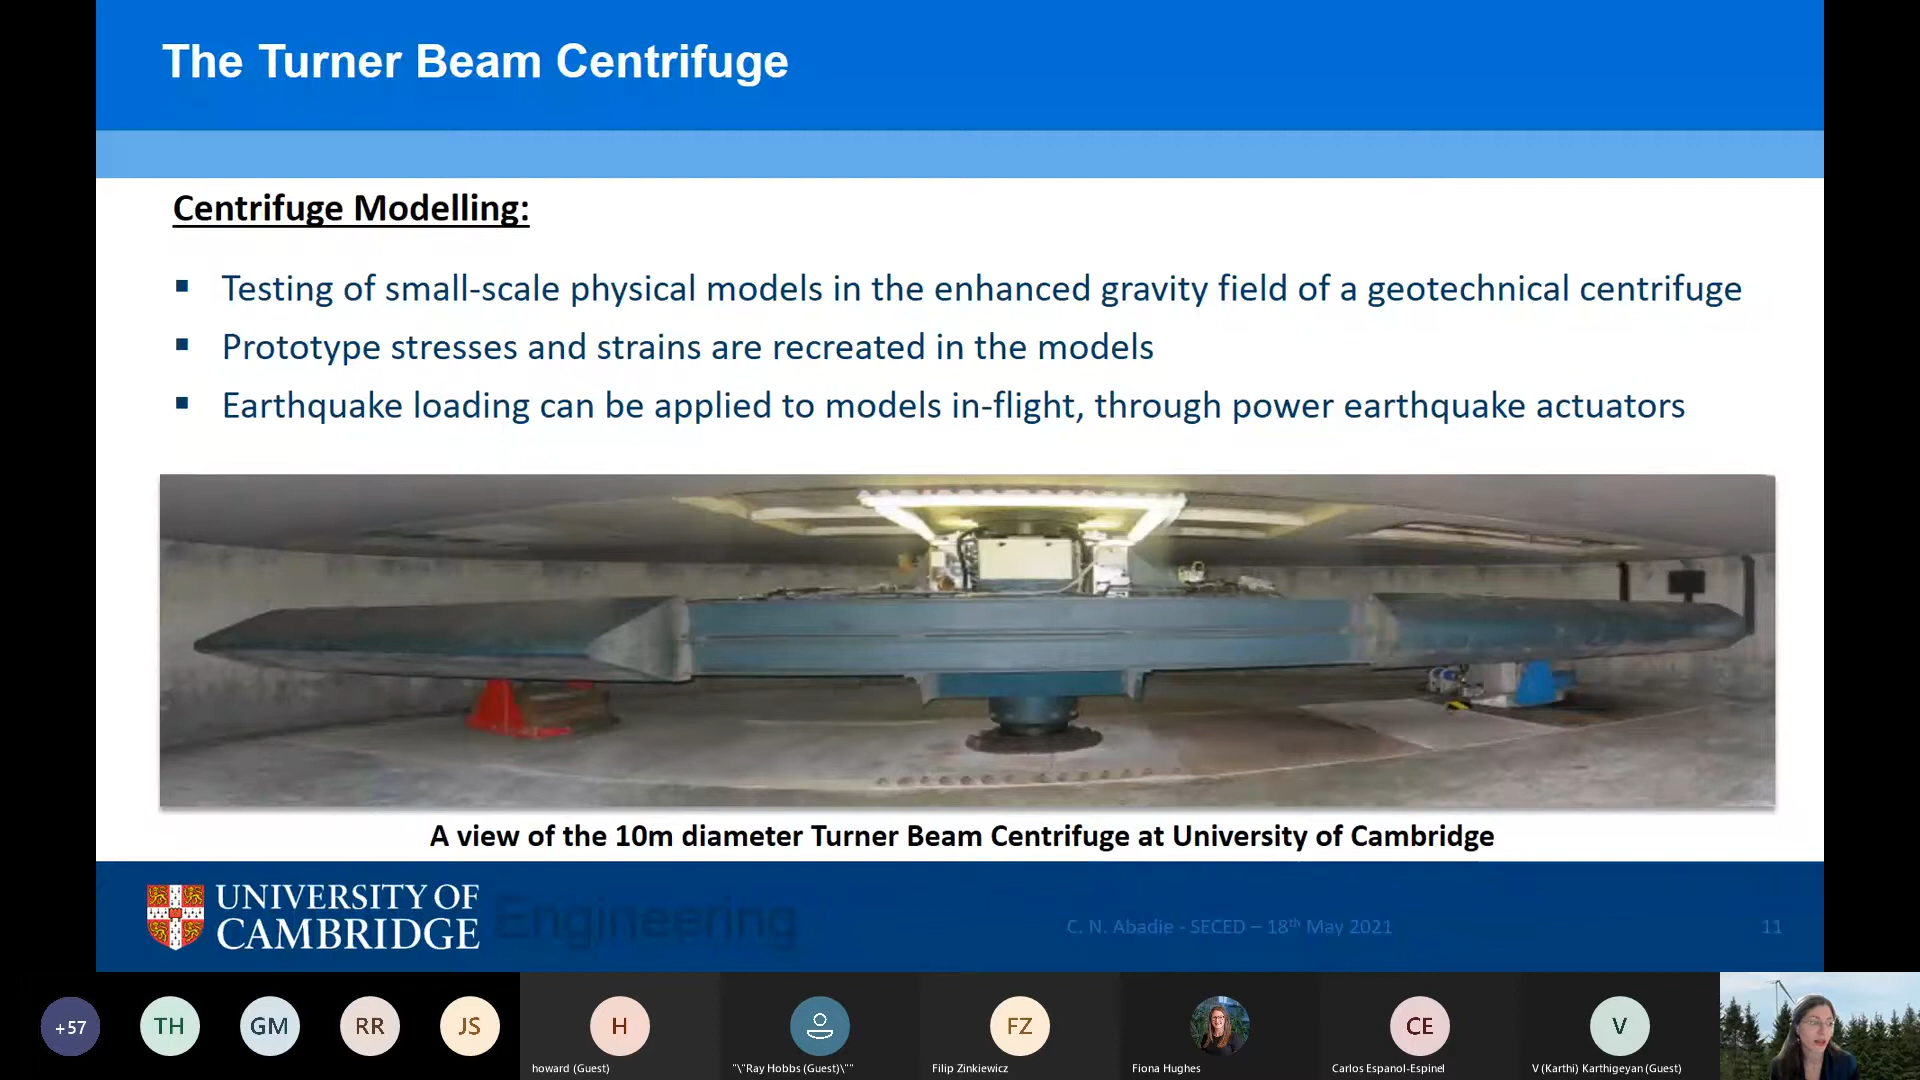 The Turner Beam Centrifuge
Centrifuge Modelling:
▪ Testing of small-scale physical models in the enhanced gravity field of a geotechnical centrifuge
▪ Prototype stresses and strains are recreated in the models
▪ Earthquake loading can be applied to models in-flight, through power earthquake actuators
A view of the 10m diameter Turner Beam Centrifuge at University of Cambridge
UNIVERSITY OF
CAMBRIDGE
Engineering
C. N. Abadie - SECED – 18th May 2021
11
+57
TH
GM
RR
JS
H
FZ
CE
V
howard (Guest)
"\"Ray Hobbs (Guest)\""
Filip Zinkiewicz
Fiona Hughes
Carlos Espanol-Espinel
V (Karthi) Karthigeyan (Guest)